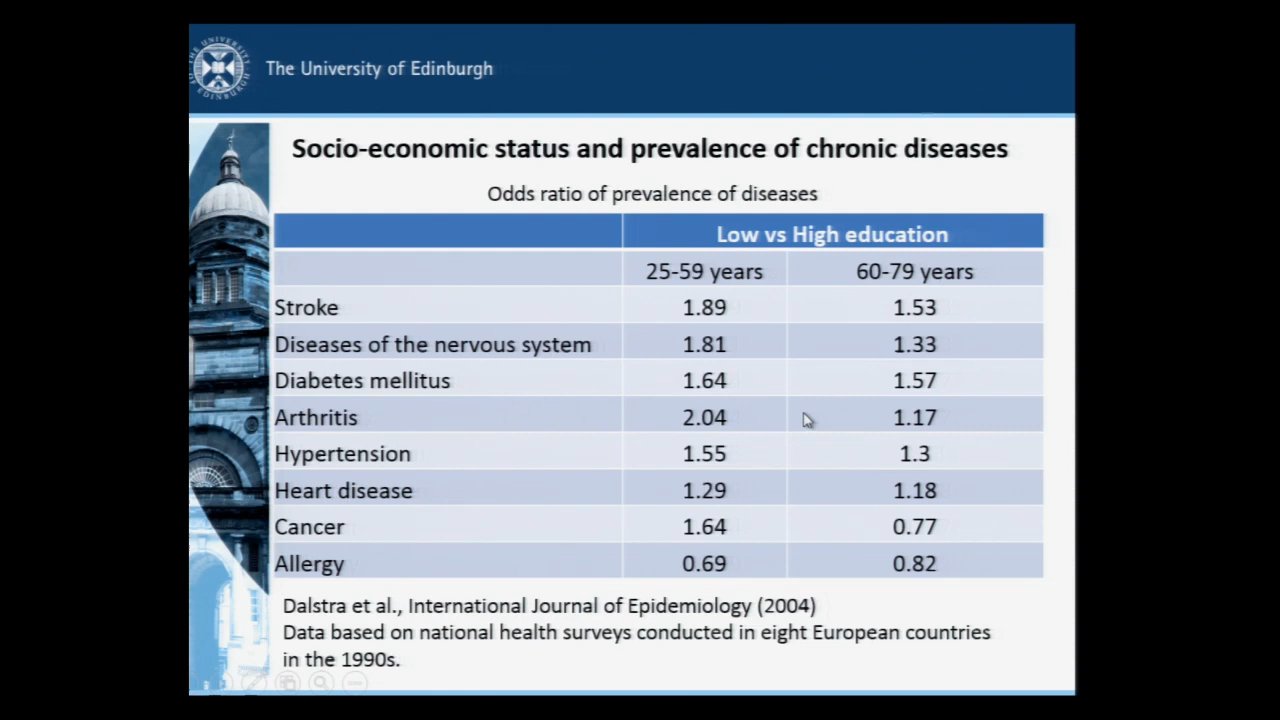 The University of Edinburgh
Socio-economic status and prevalence of chronic diseases
Odds ratio of prevalence of diseases
Low vs High education
25-59 years 60-79 years
Stroke 1.89 1.53
Diseases of the nervous system 1.81 1.33
Diabetes mellitus 1.64 1.57
Arthritis 2.04 1.17
Hypertension 1.55 1.3
Heart disease 1.29 1.18
Cancer 1.64 0.77
Allergy 0.69 0.82
Dalstra et al., International Journal of Epidemiology (2004)
Data based on national health surveys conducted in eight European countries
in the 1990s.